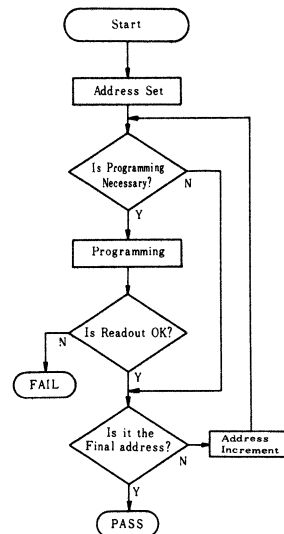 Start
Address Set
Is Programming
Necessary?
N
Y
Programming
Is Readout OK?
N
Y
FAIL
Is it the
Final address?
N
Address
Increment
Y
PASS